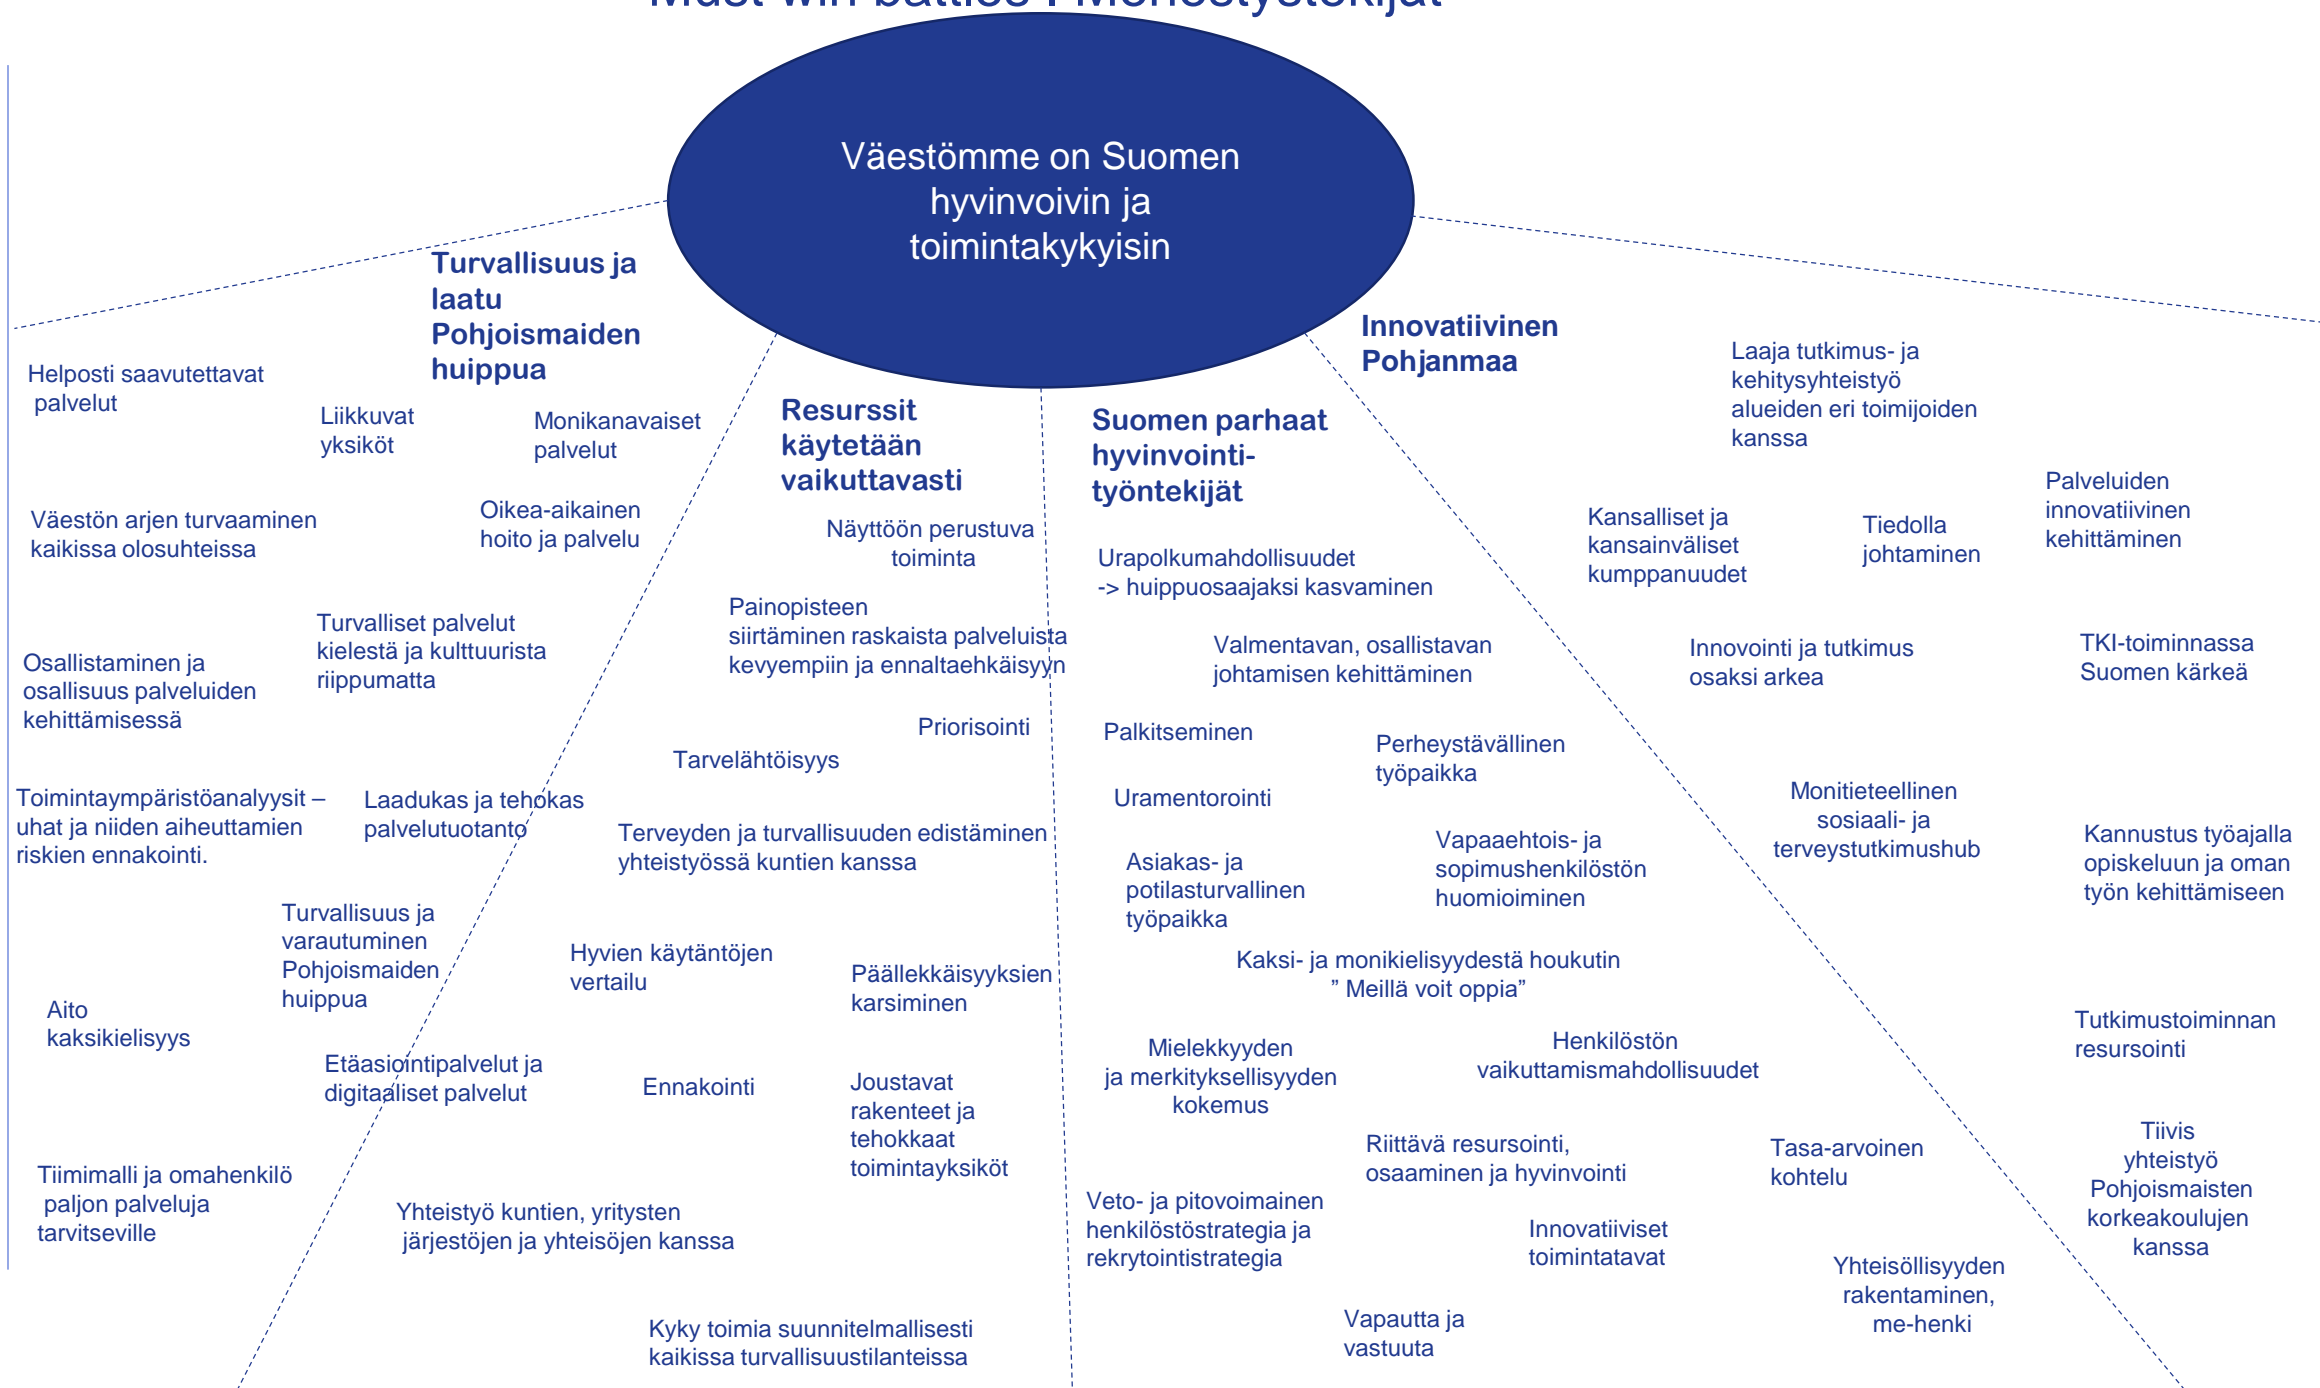 Must win battles : Menestystekijät
Väestömme on Suomen
hyvinvoivin ja
toimintakykyisin
Turvallisuus ja
laatu
Pohjoismaiden
huippua
Helposti saavutettavat
palvelut
Liikkuvat
yksiköt
Monikanavaiset
palvelut
Väestön arjen turvaaminen
kaikissa olosuhteissa
Oikea-aikainen
hoito ja palvelu
Turvalliset palvelut
kielestä ja kulttuurista
riippumatta
Osallistaminen ja
osallisuus palveluiden
kehittämisessä
Toimintaympäristöanalyysit –
uhat ja niiden aiheuttamien
riskien ennakointi.
Laadukas ja tehokas
palvelutuotanto
Turvallisuus ja
varautuminen
Pohjoismaiden
huippua
Aito
kaksikielisyys
Etäasiointipalvelut ja
digitaaliset palvelut
Tiimimalli ja omahenkilö
paljon palveluja
tarvitseville
Resurssit
käytetään
vaikuttavasti
Näyttöön perustuva
toiminta
Painopisteen
siirtäminen raskaista palveluista
kevyempiin ja ennaltaehkäisyyn
Priorisointi
Tarvelähtöisyys
Terveyden ja turvallisuuden edistäminen
yhteistyössä kuntien kanssa
Hyvien käytäntöjen
vertailu
Päällekkäisyyksien
karsiminen
Ennakointi
Joustavat
rakenteet ja
tehokkaat
toimintayksiköt
Yhteistyö kuntien, yritysten
järjestöjen ja yhteisöjen kanssa
Kyky toimia suunnitelmallisesti
kaikissa turvallisuustilanteissa
Suomen parhaat
hyvinvointi-
työntekijät
Urapolkumahdollisuudet
-> huippuosaajaksi kasvaminen
Valmentavan, osallistavan
johtamisen kehittäminen
Palkitseminen
Perheystävällinen
työpaikka
Uramentorointi
Vapaaehtois- ja
sopimushenkilöstön
huomioiminen
Asiakas- ja
potilasturvallinen
työpaikka
Kaksi- ja monikielisyydestä houkutin
” Meillä voit oppia”
Mielekkyyden
ja merkityksellisyyden
kokemus
Henkilöstön
vaikuttamismahdollisuudet
Riittävä resursointi,
osaaminen ja hyvinvointi
Tasa-arvoinen
kohtelu
Veto- ja pitovoimainen
henkilöstöstrategia ja
rekrytointistrategia
Innovatiiviset
toimintatavat
Yhteisöllisyyden
rakentaminen,
me-henki
Vapautta ja
vastuuta
Innovatiivinen
Pohjanmaa
Laaja tutkimus- ja
kehitysyhteistyö
alueiden eri toimijoiden
kanssa
Kansalliset ja
kansainväliset
kumppanuudet
Tiedolla
johtaminen
Palveluiden
innovatiivinen
kehittäminen
Innovointi ja tutkimus
osaksi arkea
TKI-toiminnassa
Suomen kärkeä
Monitieteellinen
sosiaali- ja
terveystutkimushub
Kannustus työajalla
opiskeluun ja oman
työn kehittämiseen
Tutkimustoiminnan
resursointi
Tiivis
yhteistyö
Pohjoismaisten
korkeakoulujen
kanssa